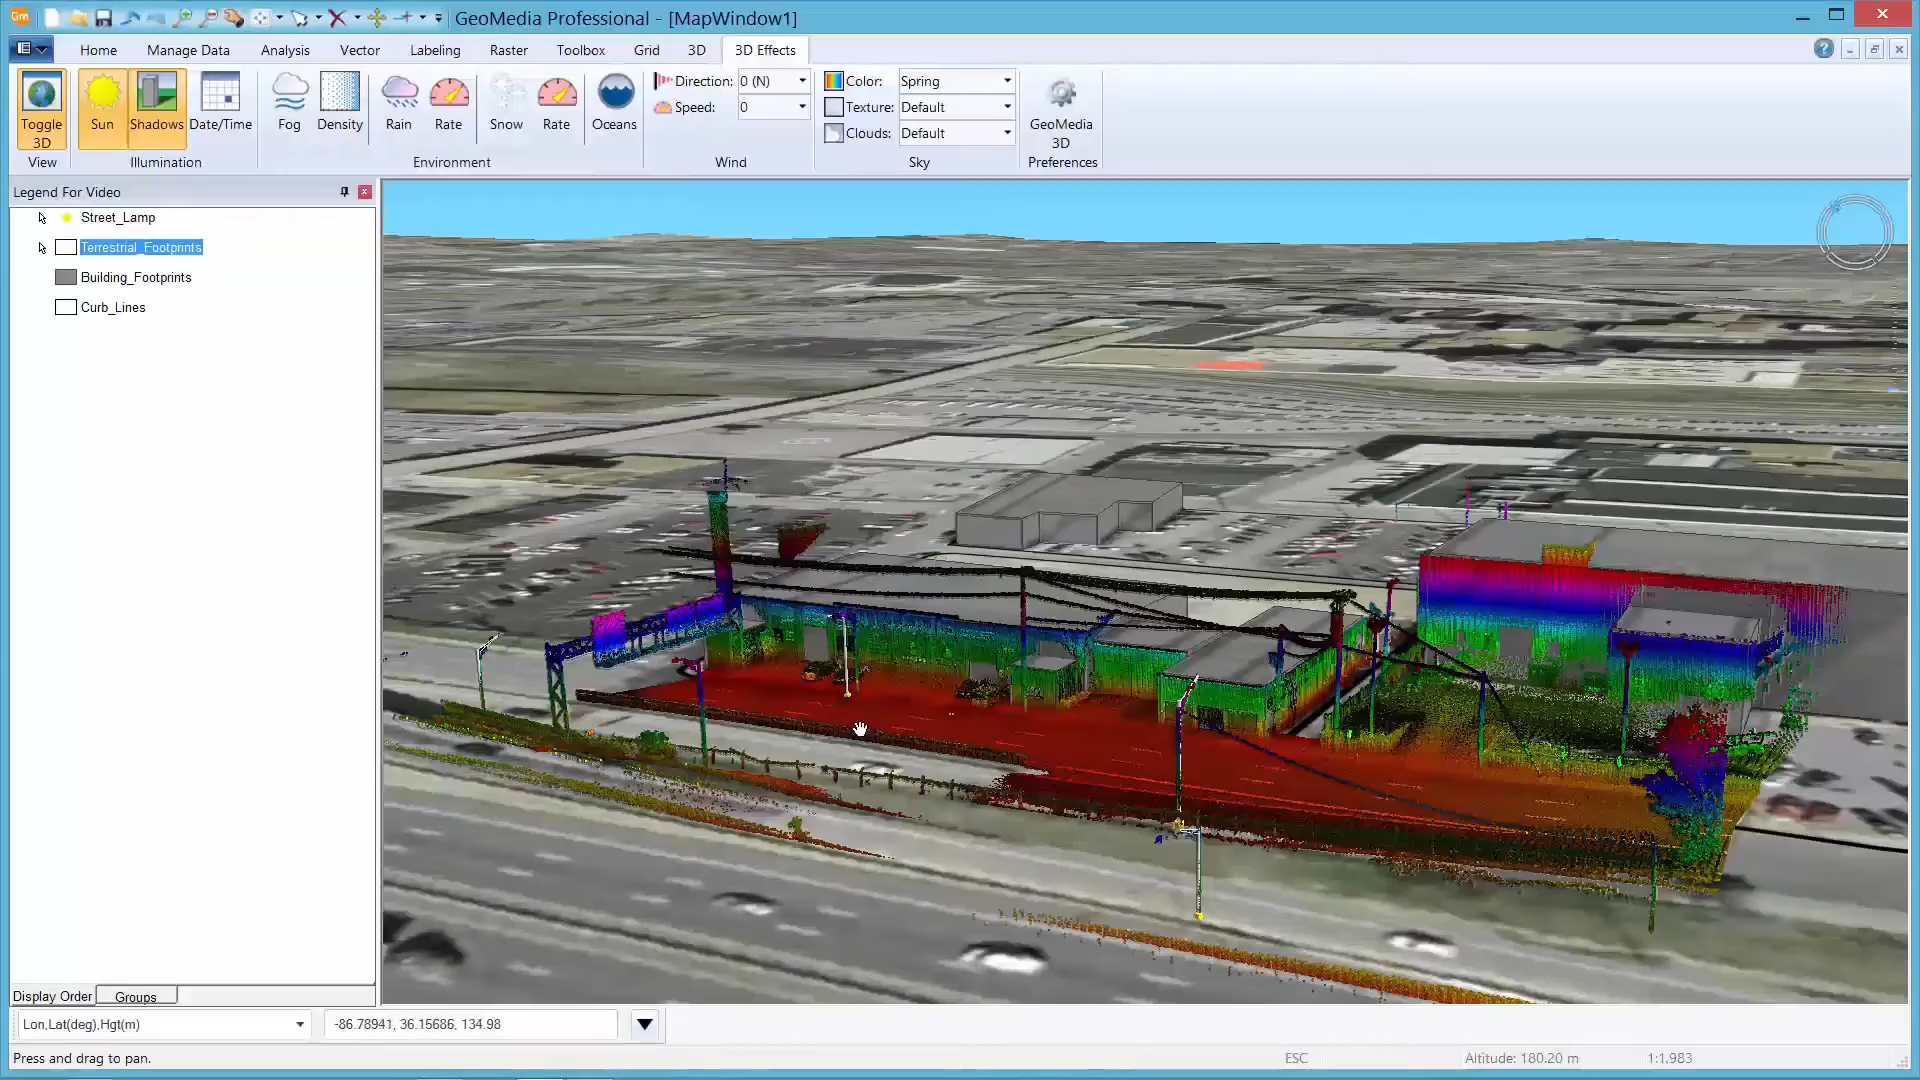 Gm
GeoMedia Professional - [MapWindow1]
Home Manage Data Analysis Vector Labeling Raster Toolbox Grid 3D 3D Effects
Toggle 3D
View
Sun Shadows Date/Time
Illumination
Fog Density Rain Rate Snow Rate Oceans
Environment
Direction: 0 (N)
Speed: 0
Wind
Color: Spring
Texture: Default
Clouds: Default
Sky
GeoMedia 3D Preferences
Legend For Video
Street_Lamp
Terrestrial_Footprints
Building_Footprints
Curb_Lines
Display Order Groups
Lon,Lat(deg),Hgt(m) -86.78941, 36.15686, 134.98
Press and drag to pan. ESC Altitude: 180.20 m 1:1,983